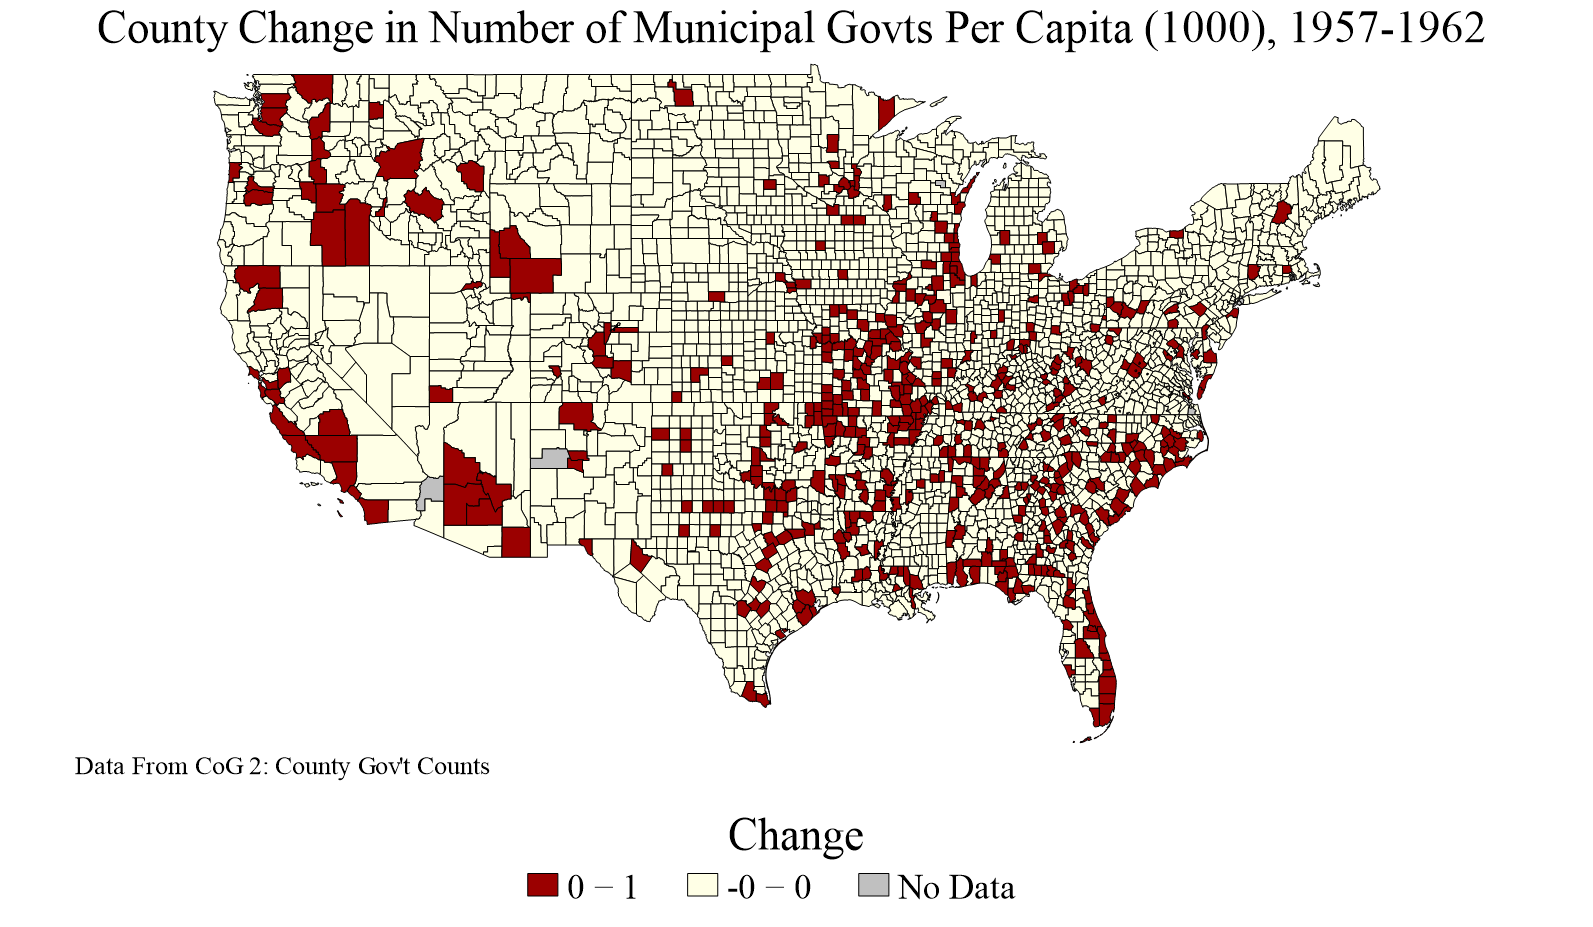 County Change in Number of Municipal Govts Per Capita (1000), 1957-1962
Data From CoG 2: County Gov't Counts
Change
0 − 1
-0 − 0
No Data